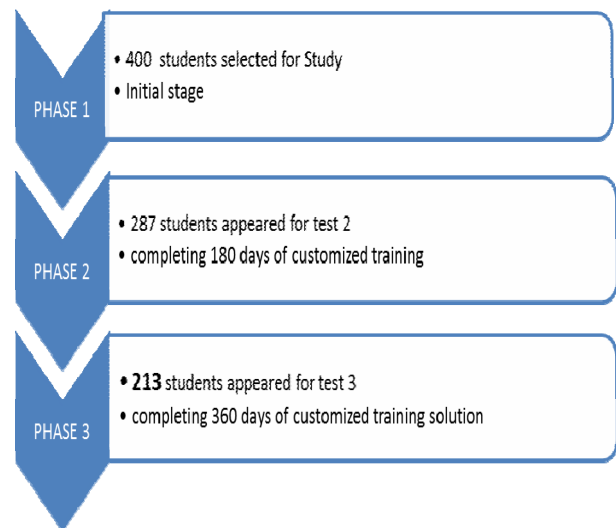 PHASE 1
• 400 students selected for Study
• Initial stage
PHASE 2
• 287 students appeared for test 2
• completing 180 days of customized training
PHASE 3
• 213 students appeared for test 3
• completing 360 days of customized training solution